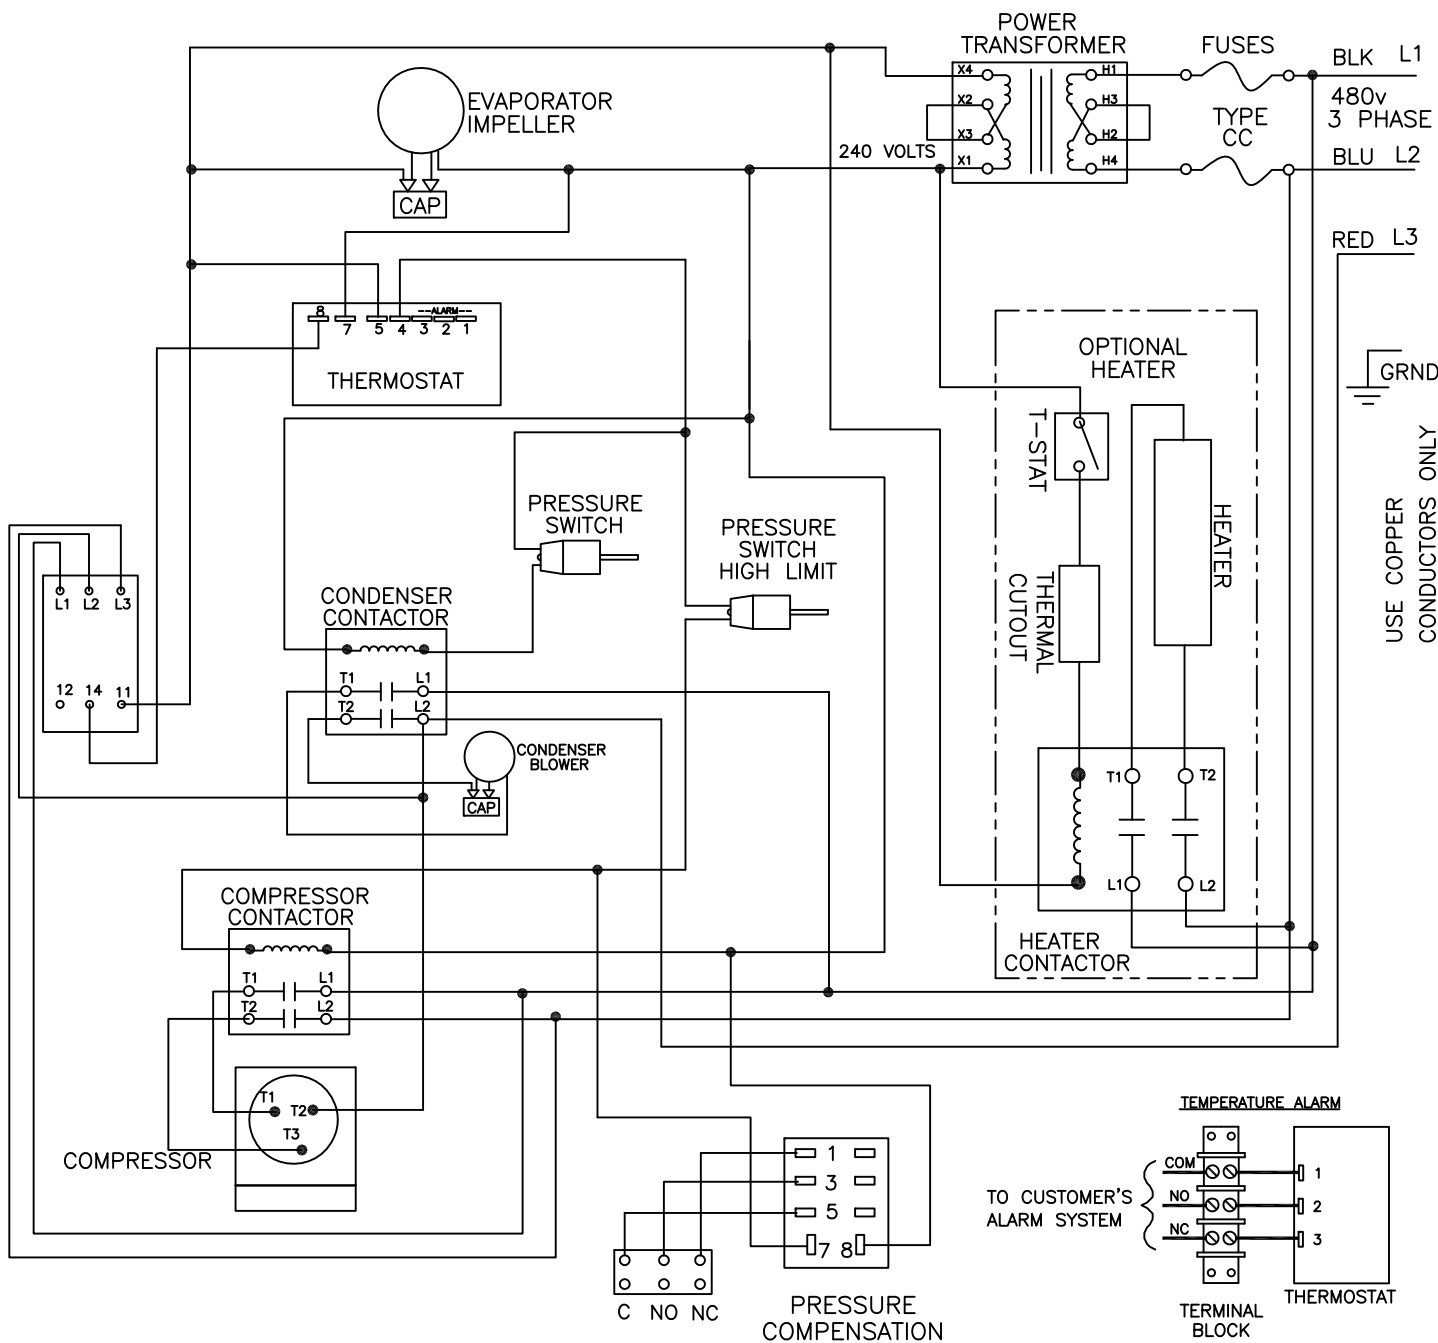 POWER
TRANSFORMER
FUSES
BLK L1
480v
3 PHASE
TYPE
CC
BLU L2
RED L3
X4
X2
X3
X1
H1
H3
H2
H4
240 VOLTS
EVAPORATOR
IMPELLER
CAP
8 7 5 4 3 2 1
--ALARM--
THERMOSTAT
OPTIONAL
HEATER
GRND
T-STAT
THERMAL
CUTOUT
HEATER
USE COPPER
CONDUCTORS ONLY
PRESSURE
SWITCH
PRESSURE
SWITCH
HIGH LIMIT
L1 L2 L3
12 14 11
CONDENSER
CONTACTOR
T1 L1
T2 L2
CONDENSER
BLOWER
CAP
T1 T2
L1 L2
HEATER
CONTACTOR
COMPRESSOR
CONTACTOR
T1 L1
T2 L2
T1
T2
T3
COMPRESSOR
1
3
5
7 8
C NO NC
PRESSURE
COMPENSATION
TEMPERATURE ALARM
COM 1
NO 2
NC 3
TO CUSTOMER'S
ALARM SYSTEM
TERMINAL
BLOCK
THERMOSTAT